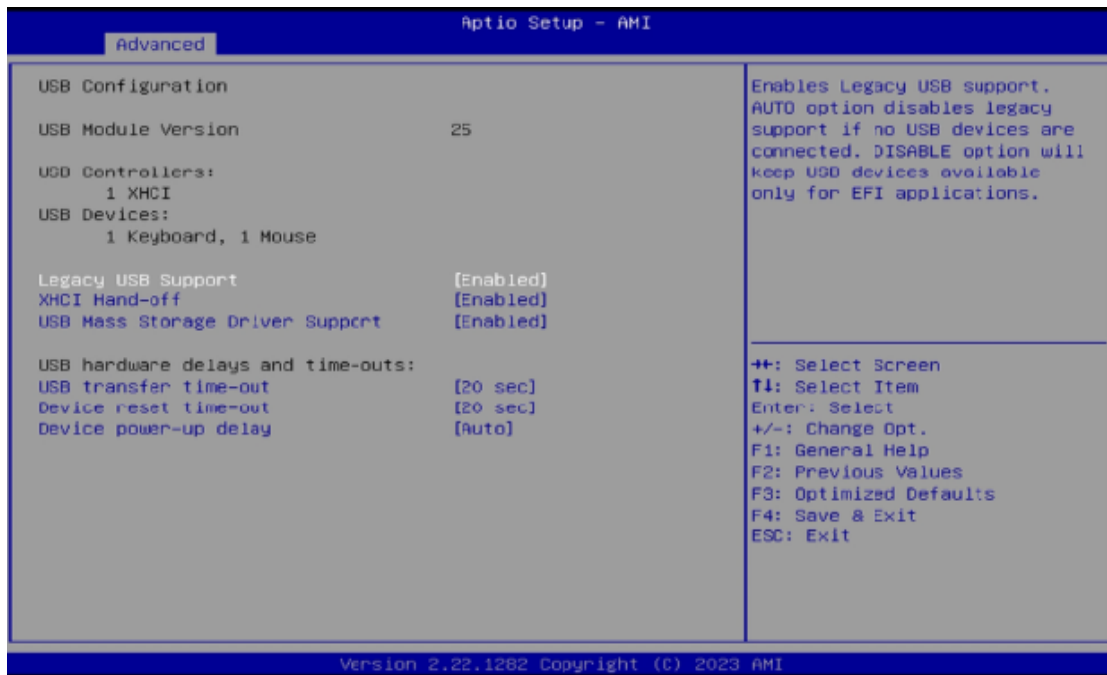 Aptio Setup - AMI
Advanced
USB Configuration
USB Module Version 25
USB Controllers:
1 XHCI
USB Devices:
1 Keyboard, 1 Mouse
Legacy USB Support [Enabled]
XHCI Hand-off [Enabled]
USB Mass Storage Driver Support [Enabled]
USB hardware delays and time-outs:
USB transfer time-out [20 sec]
Device reset time-out [20 sec]
Device power-up delay [Auto]
Enables Legacy USB support.
AUTO option disables legacy
support if no USB devices are
connected. DISABLE option will
keep USB devices available
only for EFI applications.
→←: Select Screen
↑↓: Select Item
Enter: Select
+/-: Change Opt.
F1: General Help
F2: Previous Values
F3: Optimized Defaults
F4: Save & Exit
ESC: Exit
Version 2.22.1282 Copyright (C) 2023 AMI